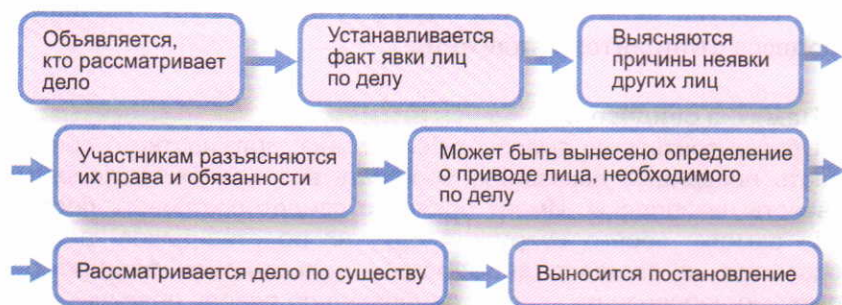 Объявляется,
кто рассматривает
дело
Устанавливается
факт явки лиц
по делу
Выясняются
причины неявки
других лиц
Участникам разъясняются
их права и обязанности
Может быть вынесено определение
о приводе лица, необходимого
по делу
Рассматривается дело по существу
Выносится постановление